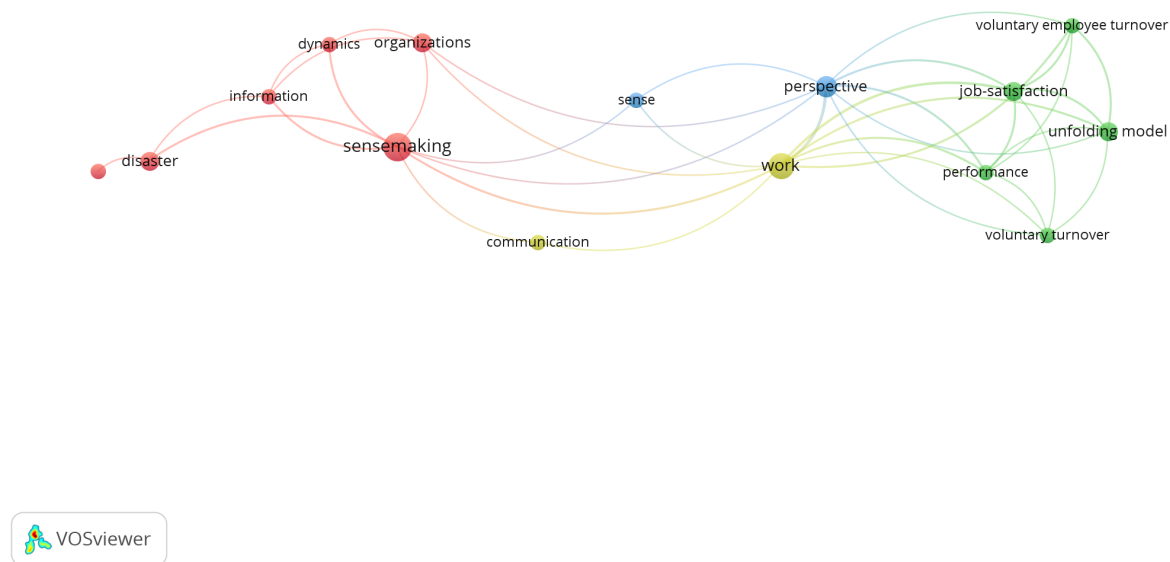 voluntary employee turnover
dynamics
organizations
perspective
job-satisfaction
information
sense
unfolding model
sensemaking
disaster
work
performance
communication
voluntary turnover
VOSviewer